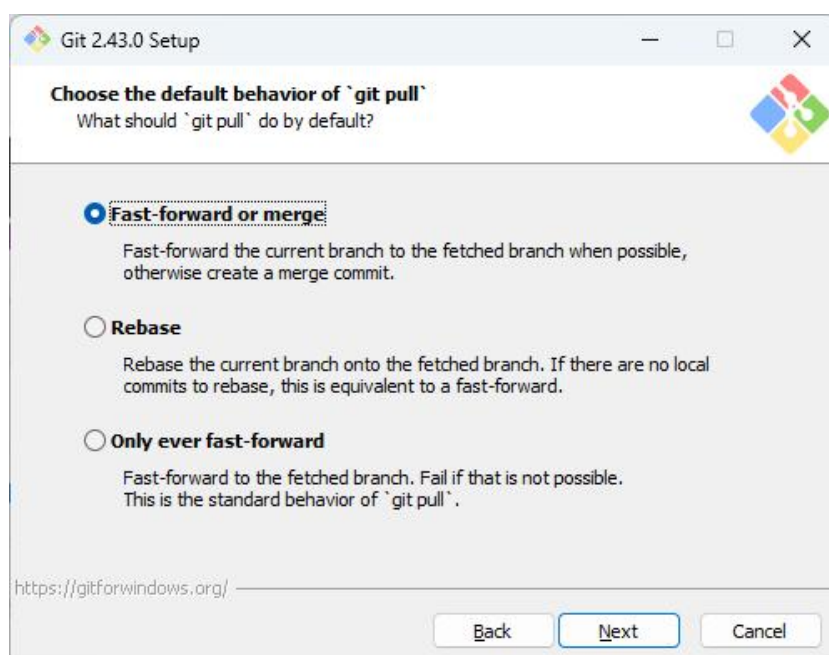 Git 2.43.0 Setup
Choose the default behavior of `git pull`
What should `git pull` do by default?
Fast-forward or merge
Fast-forward the current branch to the fetched branch when possible,
otherwise create a merge commit.
Rebase
Rebase the current branch onto the fetched branch. If there are no local
commits to rebase, this is equivalent to a fast-forward.
Only ever fast-forward
Fast-forward to the fetched branch. Fail if that is not possible.
This is the standard behavior of `git pull`.
https://gitforwindows.org/
Back Next Cancel